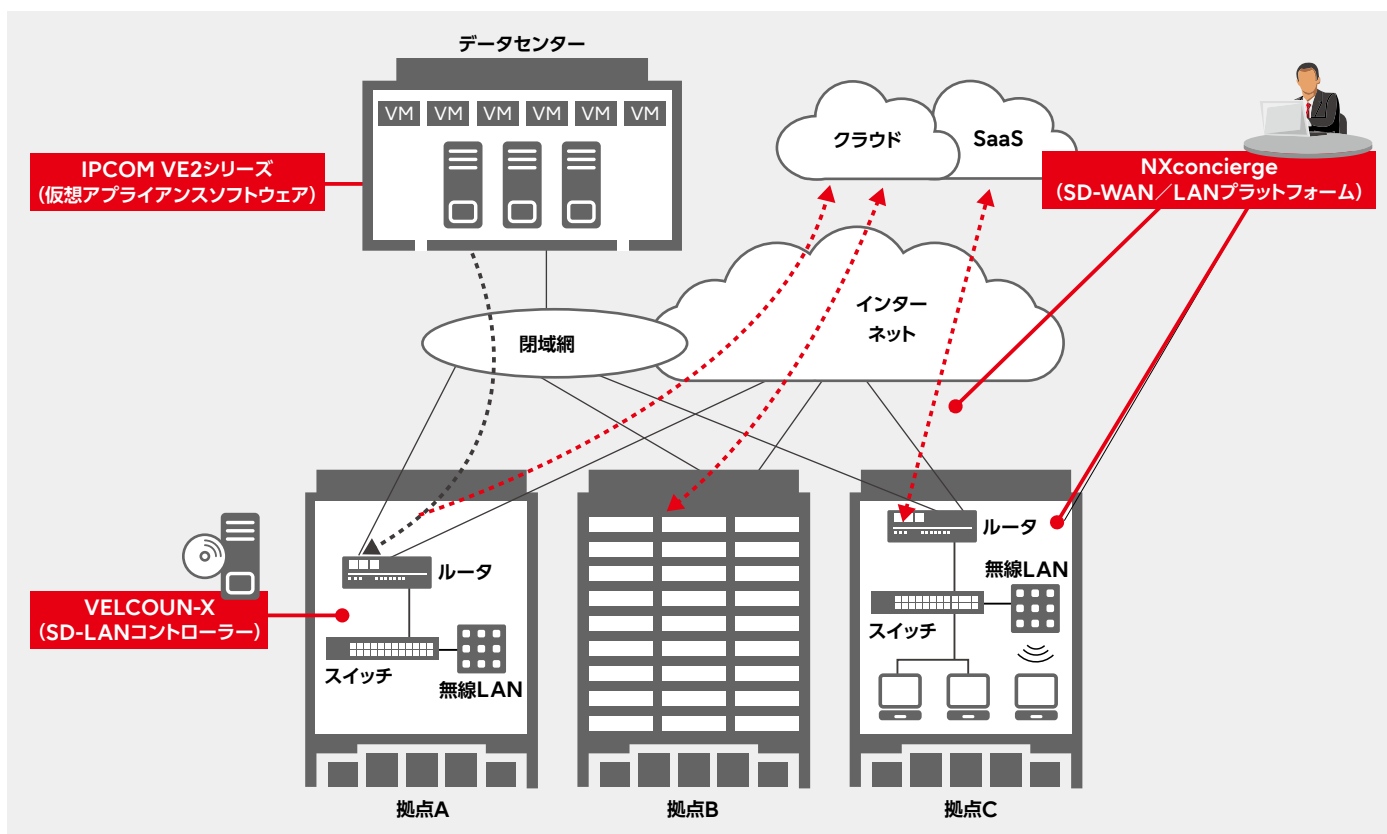 データセンター
VM VM VM VM VM VM
IPCOM VE2シリーズ
(仮想アプライアンスソフトウェア)
クラウド
SaaS
NXconcierge
(SD-WAN/LANプラットフォーム)
インター
ネット
閉域網
ルータ
無線LAN
スイッチ
ルータ
VELCOUN-X
(SD-LANコントローラー)
スイッチ
無線LAN
拠点A
拠点B
拠点C